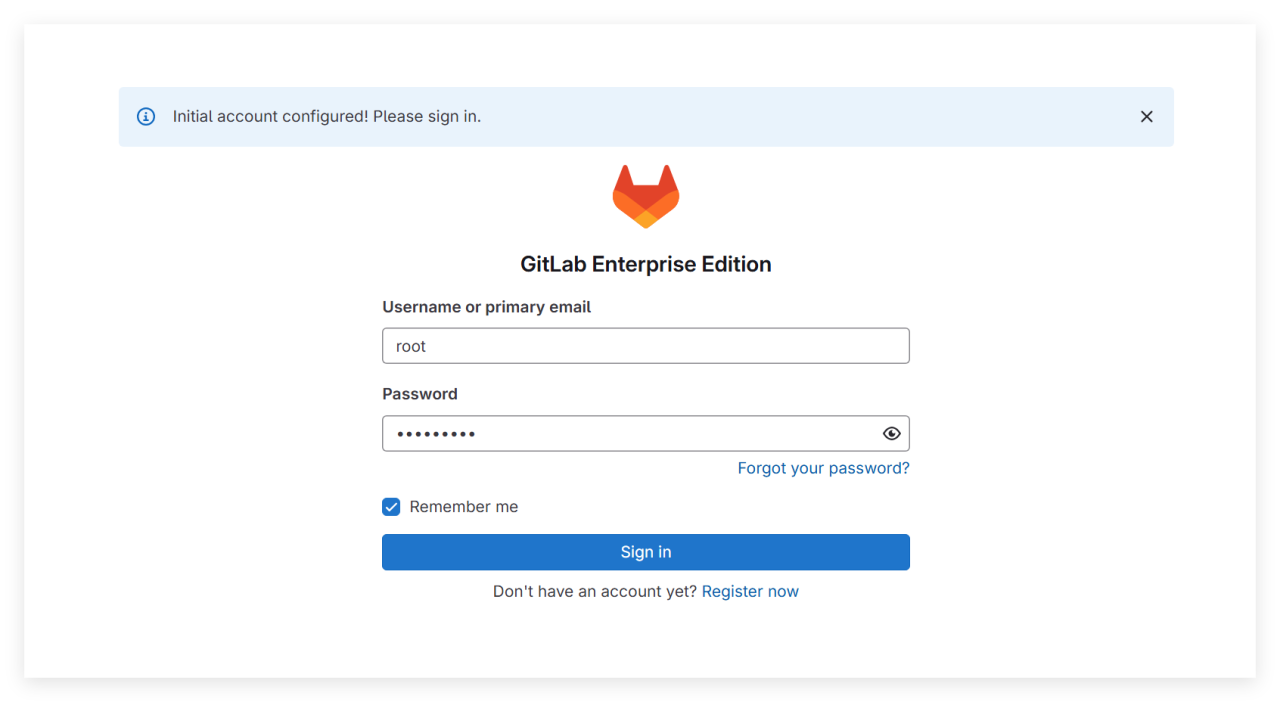 Initial account configured! Please sign in.
GitLab Enterprise Edition
Username or primary email
root
Password
•••••••••
Forgot your password?
Remember me
Sign in
Don't have an account yet? Register now